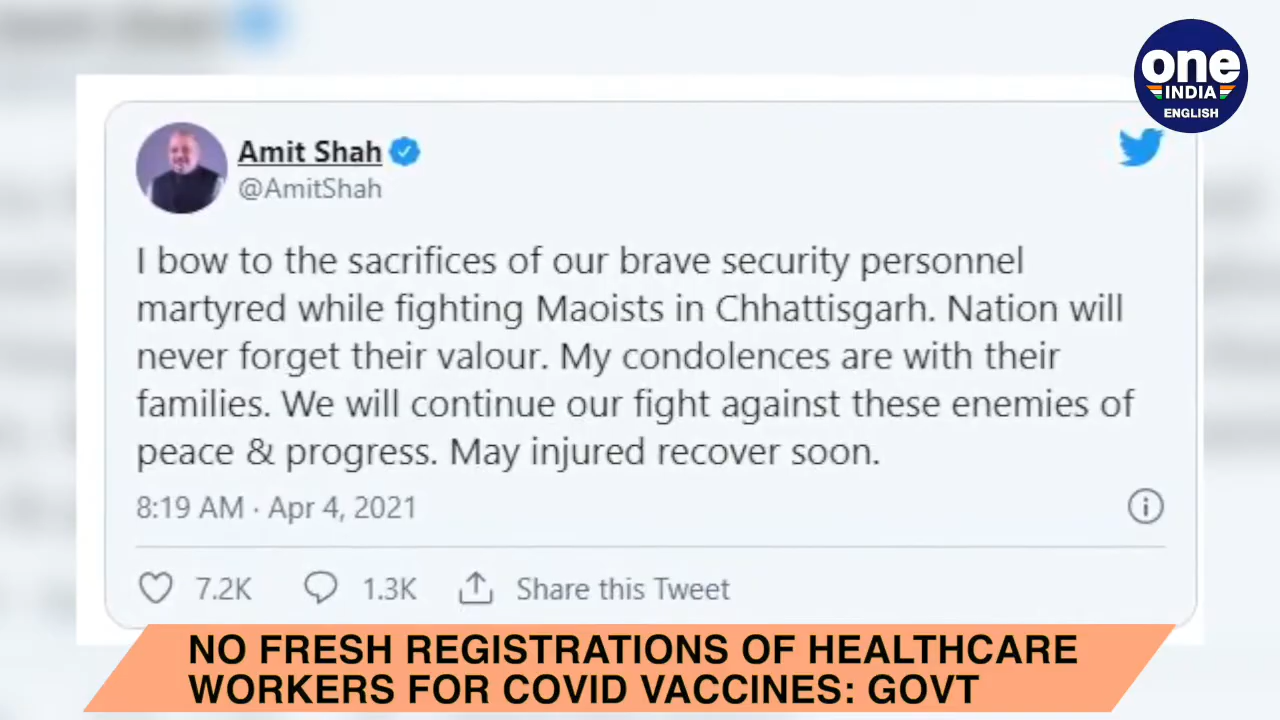 one
INDIA
ENGLISH
Amit Shah
@AmitShah
I bow to the sacrifices of our brave security personnel
martyred while fighting Maoists in Chhattisgarh. Nation will
never forget their valour. My condolences are with their
families. We will continue our fight against these enemies of
peace & progress. May injured recover soon.
8:19 AM · Apr 4, 2021
7.2K 1.3K Share this Tweet
NO FRESH REGISTRATIONS OF HEALTHCARE
WORKERS FOR COVID VACCINES: GOVT